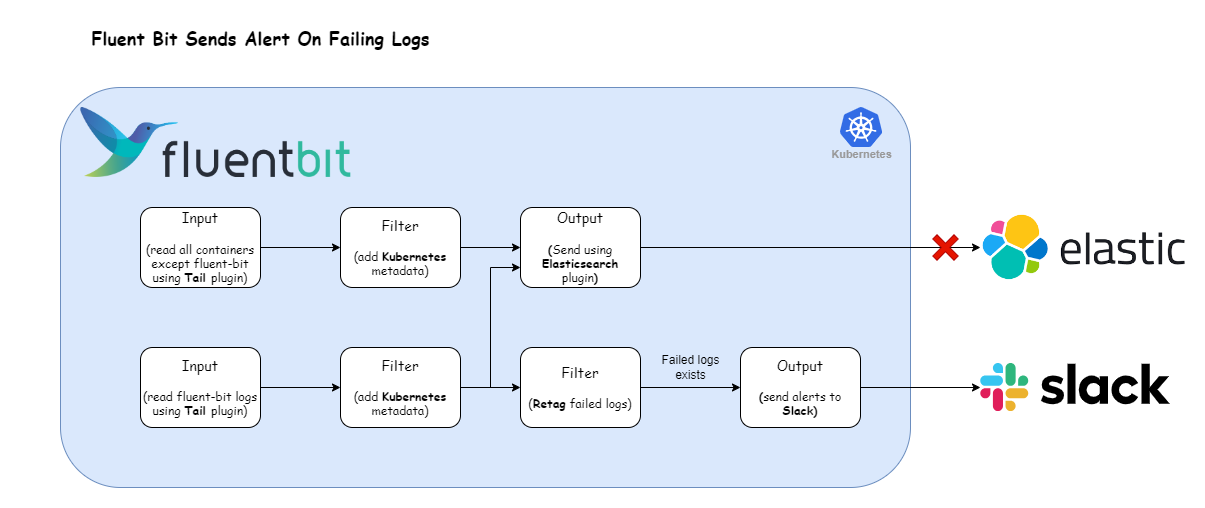 Fluent Bit Sends Alert On Failing Logs
fluentbit
Kubernetes
Input
(read all containers
except fluent-bit
using Tail plugin)
Filter
(add Kubernetes
metadata)
Output
(Send using
Elasticsearch
plugin)
elastic
Input
(read fluent-bit logs
using Tail plugin)
Filter
(add Kubernetes
metadata)
Filter
(Retag failed logs)
Failed logs
exists
Output
(send alerts to
Slack)
slack